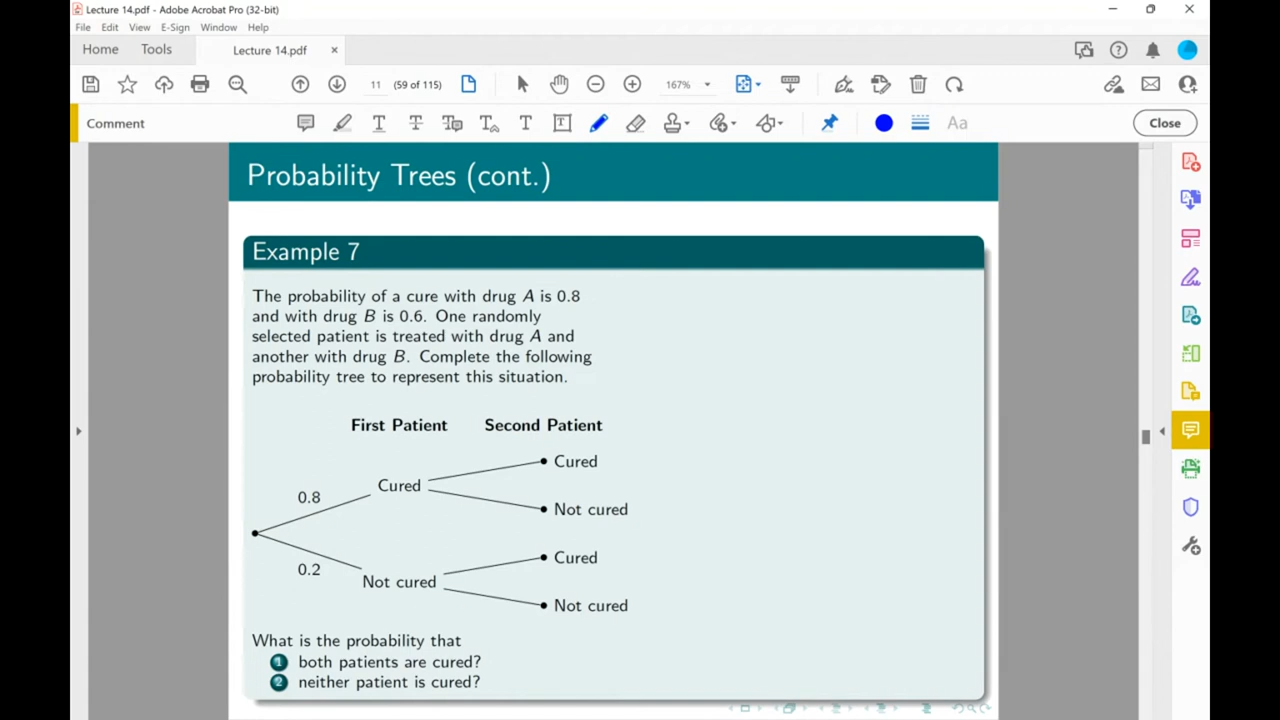 Lecture 14.pdf - Adobe Acrobat Pro (32-bit)
File Edit View E-Sign Window Help
Home Tools Lecture 14.pdf ×
11 (59 of 115) 167%
Comment T T T T Aa Close
Probability Trees (cont.)
Example 7
The probability of a cure with drug A is 0.8
and with drug B is 0.6. One randomly
selected patient is treated with drug A and
another with drug B. Complete the following
probability tree to represent this situation.
First Patient Second Patient
Cured
Cured
0.8
Not cured
Cured
0.2
Not cured
Not cured
What is the probability that
1 both patients are cured?
2 neither patient is cured?